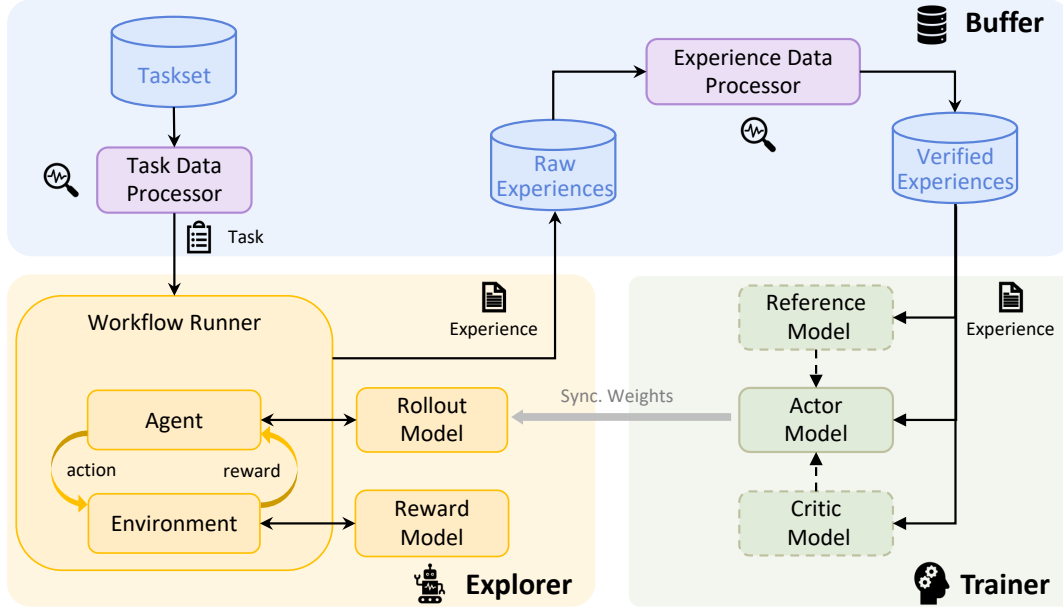 Buffer
Taskset
Experience Data
Processor
Task Data
Processor
Raw
Experiences
Verified
Experiences
Task
Workflow Runner
Experience
Reference
Model
Experience
Agent
Rollout
Model
Sync. Weights
Actor
Model
action
reward
Environment
Reward
Model
Critic
Model
Explorer
Trainer